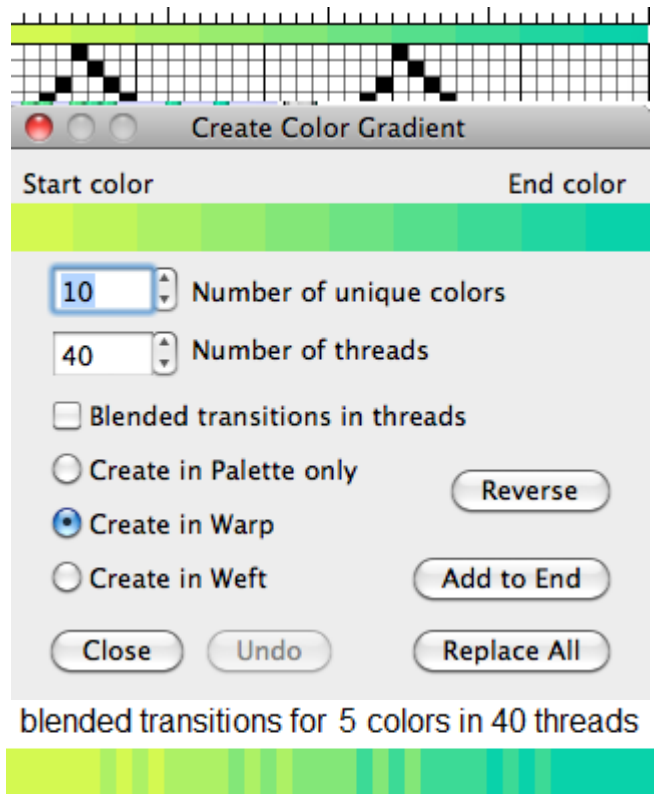 Create Color Gradient
Start color End color
10 Number of unique colors
40 Number of threads
Blended transitions in threads
Create in Palette only
Reverse
Create in Warp
Create in Weft Add to End
Close Undo Replace All
blended transitions for 5 colors in 40 threads